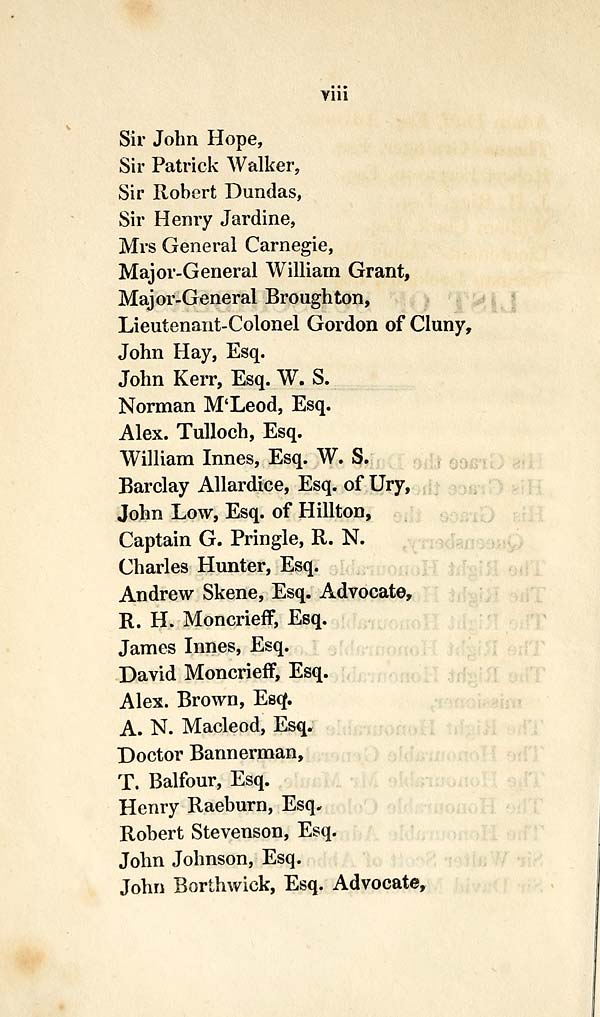 viii
Sir John Hope,
Sir Patrick Walker,
Sir Robert Dundas,
Sir Henry Jardine,
Mrs General Carnegie,
Major-General William Grant,
Major-General Broughton,
Lieutenant-Colonel Gordon of Cluny,
John Hay, Esq.
John Kerr, Esq. W. S.
Norman M‘Leod, Esq.
Alex. Tulloch, Esq.
William Innes, Esq. W. S.
Barclay Allardice, Esq. of Ury,
John Low, Esq. of Hillton,
Captain G. Pringle, R. N.
Charles Hunter, Esq.
Andrew Skene, Esq. Advocate,
R. H. Moncrieff, Esq.
James Innes, Esq.
David Moncrieff, Esq.
Alex. Brown, Esq.
A. N. Macleod, Esq.
Doctor Bannerman,
T. Balfour, Esq.
Henry Raeburn, Esq.
Robert Stevenson, Esq.
John Johnson, Esq.
John Borthwick, Esq. Advocate,